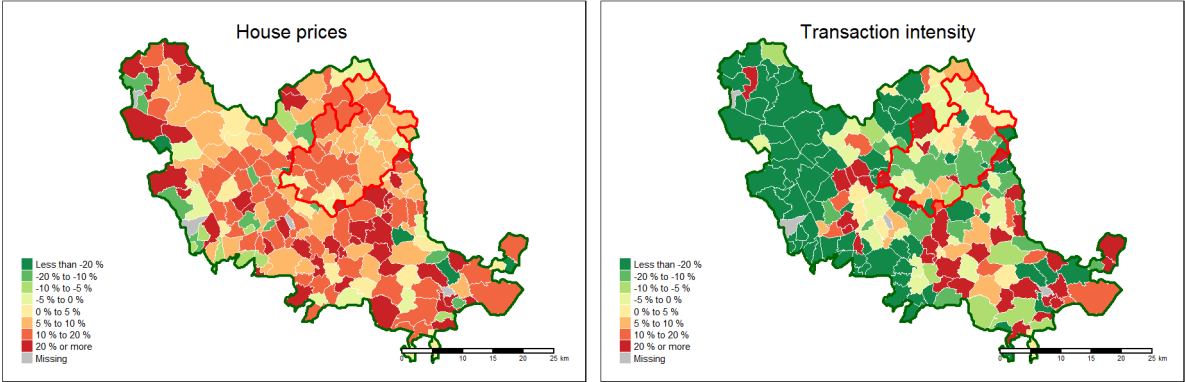 House prices
Less than -20 %
-20 % to -10 %
-10 % to -5 %
-5 % to 0 %
0 % to 5 %
5 % to 10 %
10 % to 20 %
20 % or more
Missing
0 5 10 15 20 25 km
Transaction intensity
Less than -20 %
-20 % to -10 %
-10 % to -5 %
-5 % to 0 %
0 % to 5 %
5 % to 10 %
10 % to 20 %
20 % or more
Missing
0 5 10 15 20 25 km